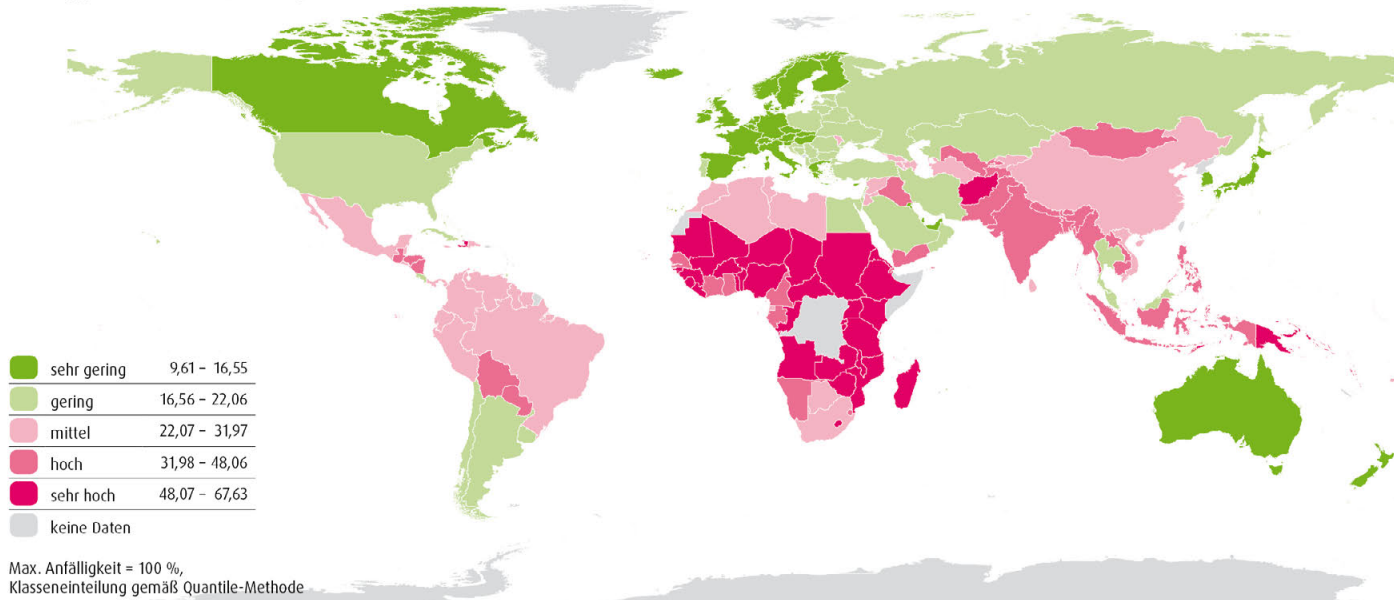 sehr gering 9,61 – 16,55
gering 16,56 – 22,06
mittel 22,07 – 31,97
hoch 31,98 – 48,06
sehr hoch 48,07 – 67,63
keine Daten
Max. Anfälligkeit = 100 %,
Klasseneinteilung gemäß Quantile-Methode